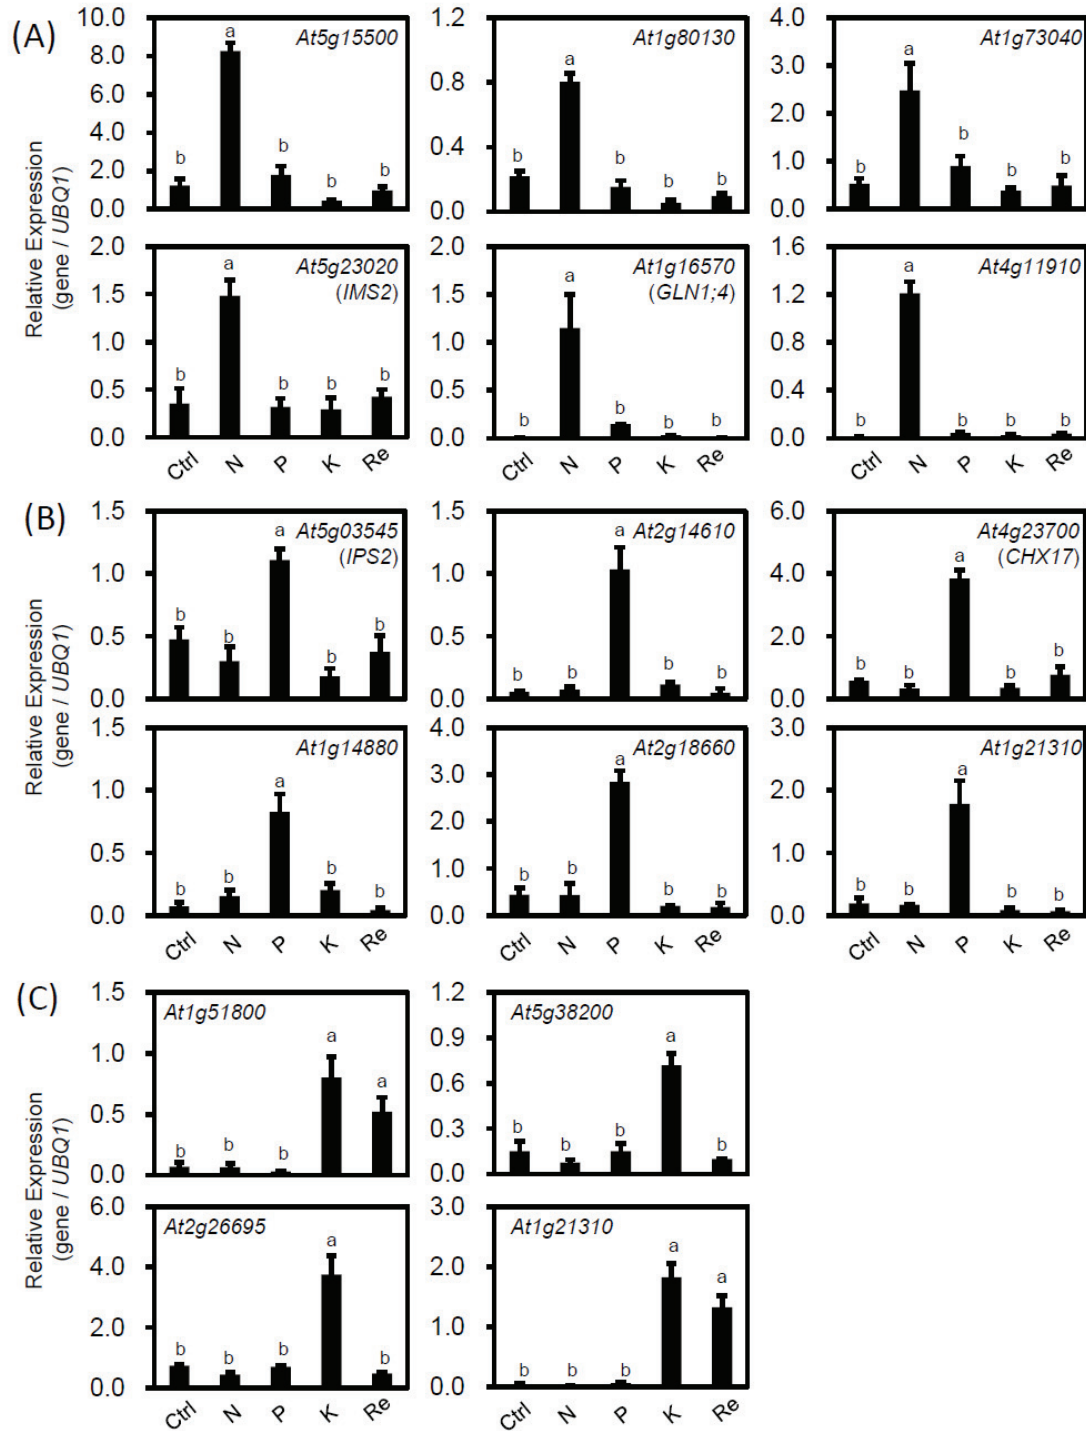 (A)
Relative Expression
(gene / UBQ1)
10.0
8.0
6.0
4.0
2.0
0.0
At5g15500
b a b b b
1.2
0.8
0.4
0.0
At1g80130
b a b b b
4.0
3.0
2.0
1.0
0.0
At1g73040
b a b b b
2.0
1.5
1.0
0.5
0.0
At5g23020
(IMS2)
b a b b b
Ctrl N P K Re
2.0
1.5
1.0
0.5
0.0
At1g16570
(GLN1;4)
b a b b b
Ctrl N P K Re
1.6
1.2
0.8
0.4
0.0
At4g11910
b a b b b
Ctrl N P K Re
(B)
Relative Expression
(gene / UBQ1)
1.5
1.0
0.5
0.0
At5g03545
(IPS2)
b b a b b
1.5
1.0
0.5
0.0
At2g14610
b b a b b
6.0
4.0
2.0
0.0
At4g23700
(CHX17)
b b a b b
1.5
1.0
0.5
0.0
At1g14880
b b a b b
Ctrl N P K Re
4.0
3.0
2.0
1.0
0.0
At2g18660
b b a b b
Ctrl N P K Re
3.0
2.0
1.0
0.0
At1g21310
b b a b b
Ctrl N P K Re
(C)
Relative Expression
(gene / UBQ1)
1.5
1.0
0.5
0.0
At1g51800
b b b a a
1.2
0.9
0.6
0.3
0.0
At5g38200
b b b a b
6.0
4.0
2.0
0.0
At2g26695
b b b a b
Ctrl N P K Re
3.0
2.0
1.0
0.0
At1g21310
b b b a a
Ctrl N P K Re